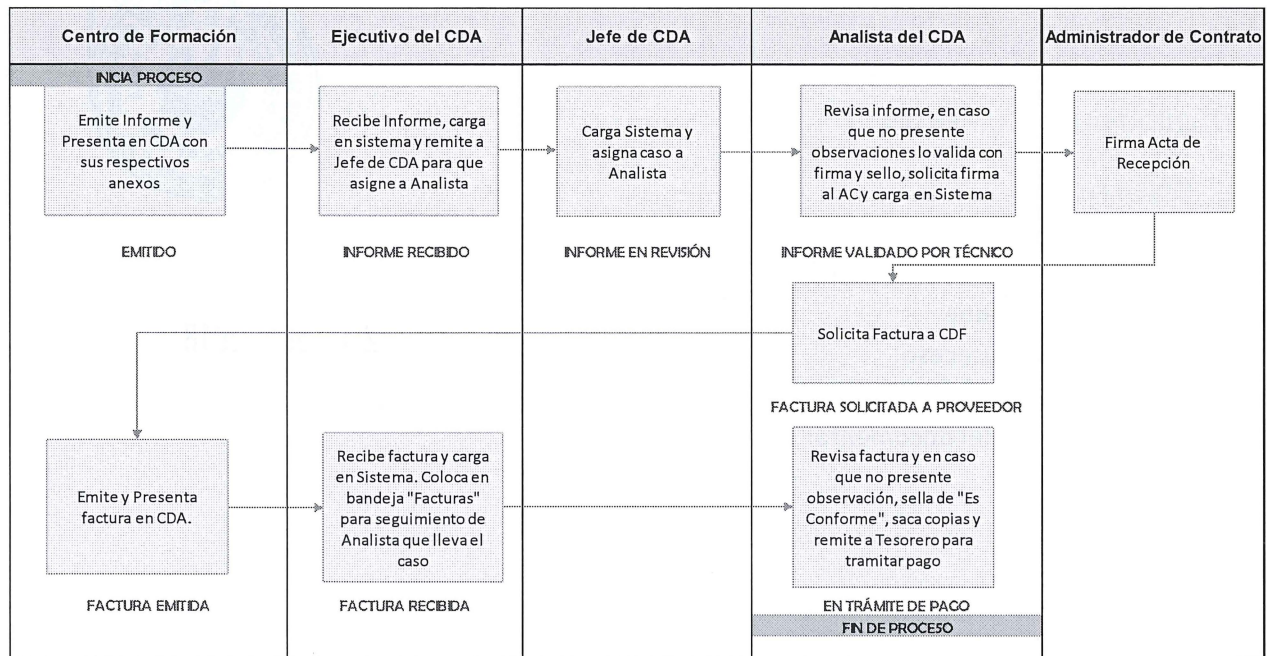 Centro de Formación
Ejecutivo del CDA
Jefe de CDA
Analista del CDA
Administrador de Contrato
INICIA PROCESO
Emite Informe y
Presenta en CDA con
sus respectivos
anexos
Recibe Informe, carga
en sistema y remite a
Jefe de CDA para que
asigne a Analista
Carga Sistema y
asigna caso a
Analista
Revisa informe, en caso
que no presente
observaciones lo valida con
firma y sello, solicita firma
al AC y carga en Sistema
Firma Acta de
Recepción
EMITIDO
INFORME RECIBIDO
INFORME EN REVISIÓN
INFORME VALIDADO POR TÉCNICO
Solicita Factura a CDF
FACTURA SOLICITADA A PROVEEDOR
Emite y Presenta
factura en CDA.
Recibe factura y carga
en Sistema. Coloca en
bandeja "Facturas"
para seguimiento de
Analista que lleva el
caso
Revisa factura y en caso
que no presente
observación, sella de "Es
Conforme", saca copias y
remite a Tesorero para
tramitar pago
FACTURA EMITIDA
FACTURA RECIBIDA
EN TRÁMITE DE PAGO
FIN DE PROCESO